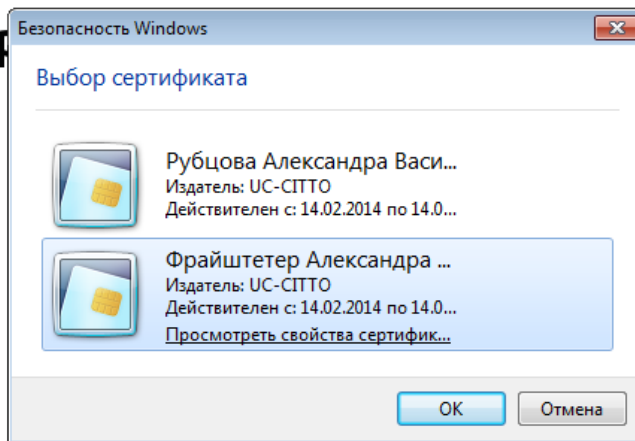 Безопасность Windows
Выбор сертификата
Рубцова Александра Васи...
Издатель: UC-CITTO
Действителен с: 14.02.2014 по 14.0...
Фрайштетер Александра ...
Издатель: UC-CITTO
Действителен с: 14.02.2014 по 14.0...
Просмотреть свойства сертифик...
ОК
Отмена